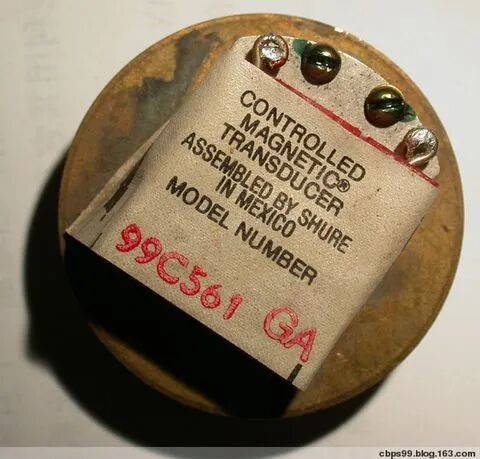 CONTROLLED
MAGNETIC®
TRANSDUCER
ASSEMBLED BY SHURE
IN MEXICO
MODEL NUMBER
99C561 GA
cbps99.blog.163.com